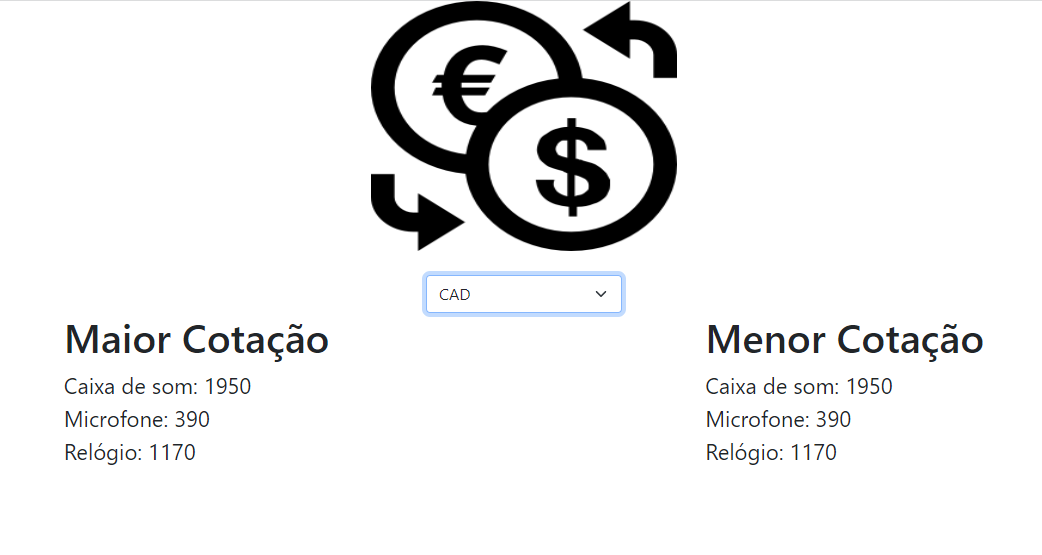 €
$
CAD
Maior Cotação
Caixa de som: 1950
Microfone: 390
Relógio: 1170
Menor Cotação
Caixa de som: 1950
Microfone: 390
Relógio: 1170